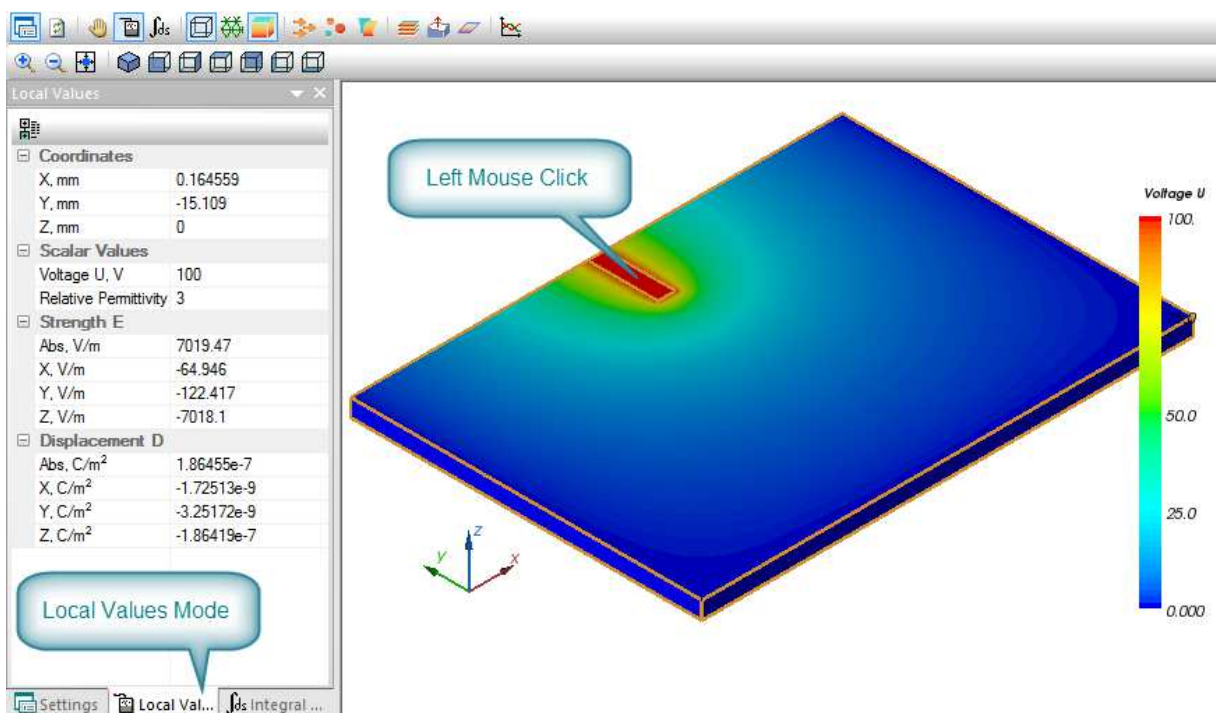 ∫ds
Local Values
Coordinates
X, mm 0.164559
Y, mm -15.109
Z, mm 0
Scalar Values
Voltage U, V 100
Relative Permittivity 3
Strength E
Abs, V/m 7019.47
X, V/m -64.946
Y, V/m -122.417
Z, V/m -7018.1
Displacement D
Abs, C/m² 1.86455e-7
X, C/m² -1.72513e-9
Y, C/m² -3.25172e-9
Z, C/m² -1.86419e-7
Local Values Mode
Settings
Local Val...
∫ds Integral ...
Left Mouse Click
Voltage U
100.
50.0
25.0
0.000
z
y
x